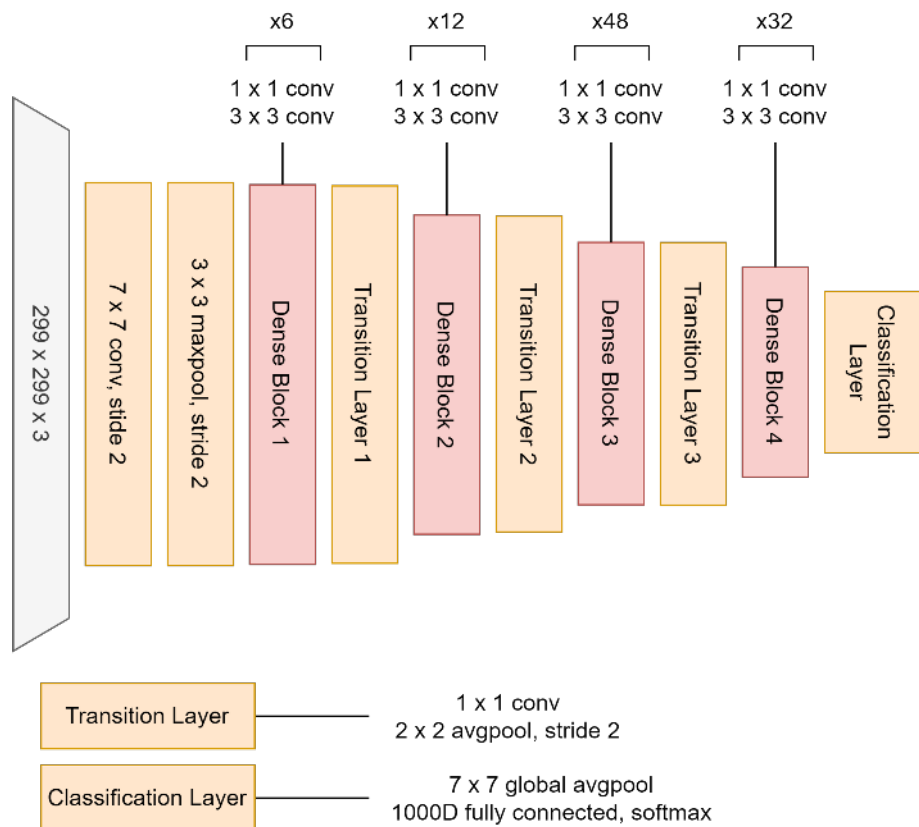 x6
x12
x48
x32
1 x 1 conv
3 x 3 conv
1 x 1 conv
3 x 3 conv
1 x 1 conv
3 x 3 conv
1 x 1 conv
3 x 3 conv
299 x 299 x 3
7 x 7 conv, stide 2
3 x 3 maxpool, stride 2
Dense Block 1
Transition Layer 1
Dense Block 2
Transition Layer 2
Dense Block 3
Transition Layer 3
Dense Block 4
Classification
Layer
Transition Layer
1 x 1 conv
2 x 2 avgpool, stride 2
Classification Layer
7 x 7 global avgpool
1000D fully connected, softmax